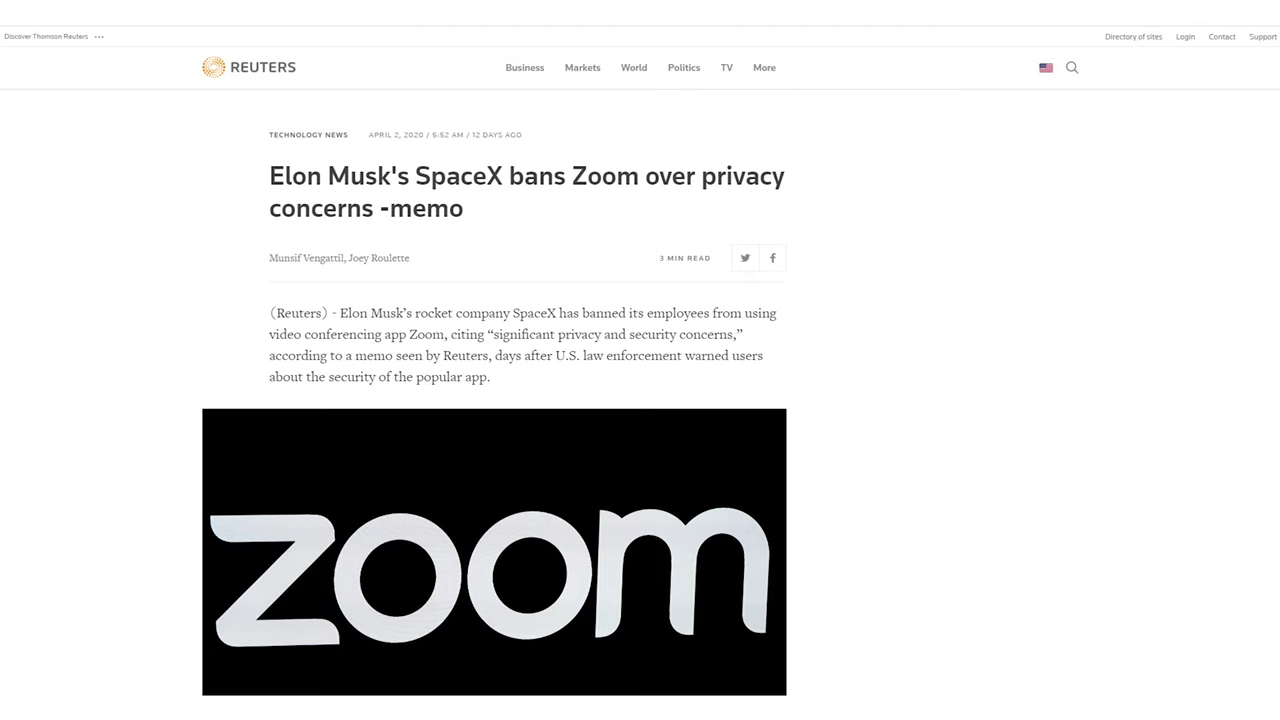 Discover Thomson Reuters •••
Directory of sites Login Contact Support
REUTERS
Business Markets World Politics TV More
TECHNOLOGY NEWS APRIL 2, 2020 / 5:52 AM / 12 DAYS AGO
Elon Musk's SpaceX bans Zoom over privacy
concerns -memo
Munsif Vengattil, Joey Roulette
3 MIN READ
(Reuters) - Elon Musk’s rocket company SpaceX has banned its employees from using
video conferencing app Zoom, citing “significant privacy and security concerns,”
according to a memo seen by Reuters, days after U.S. law enforcement warned users
about the security of the popular app.
zoom